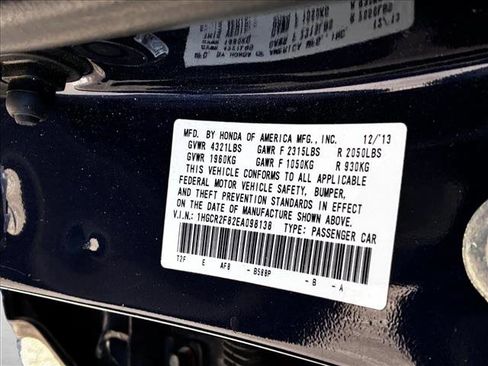 MFD. BY HONDA OF AMERICA MFG., INC. 12/'13
GVWR 4321LBS GAWR F 2315LBS R 2050LBS
GVWR 1960KG GAWR F 1050KG R 930KG
THIS VEHICLE CONFORMS TO ALL APPLICABLE
FEDERAL MOTOR VEHICLE SAFETY, BUMPER,
AND THEFT PREVENTION STANDARDS IN EFFECT
ON THE DATE OF MANUFACTURE SHOWN ABOVE.
V.I.N.: 1HGCR2F82EA098138 TYPE: PASSENGER CAR
T2F E AF8 -B588P -B -A